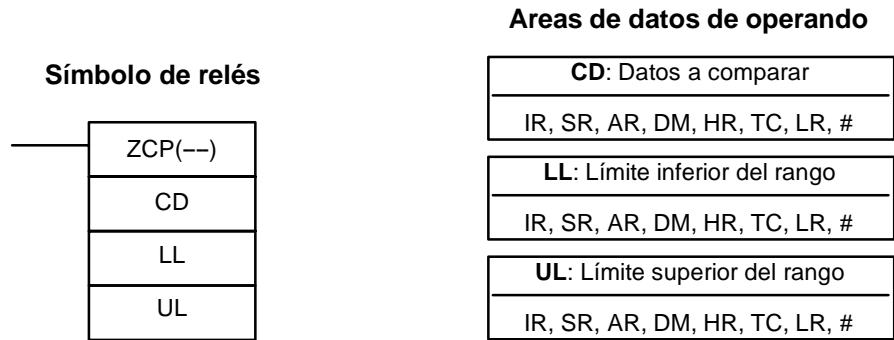 Areas de datos de operando
Símbolo de relés
ZCP(−−)
CD
LL
UL
CD: Datos a comparar
IR, SR, AR, DM, HR, TC, LR, #
LL: Límite inferior del rango
IR, SR, AR, DM, HR, TC, LR, #
UL: Límite superior del rango
IR, SR, AR, DM, HR, TC, LR, #